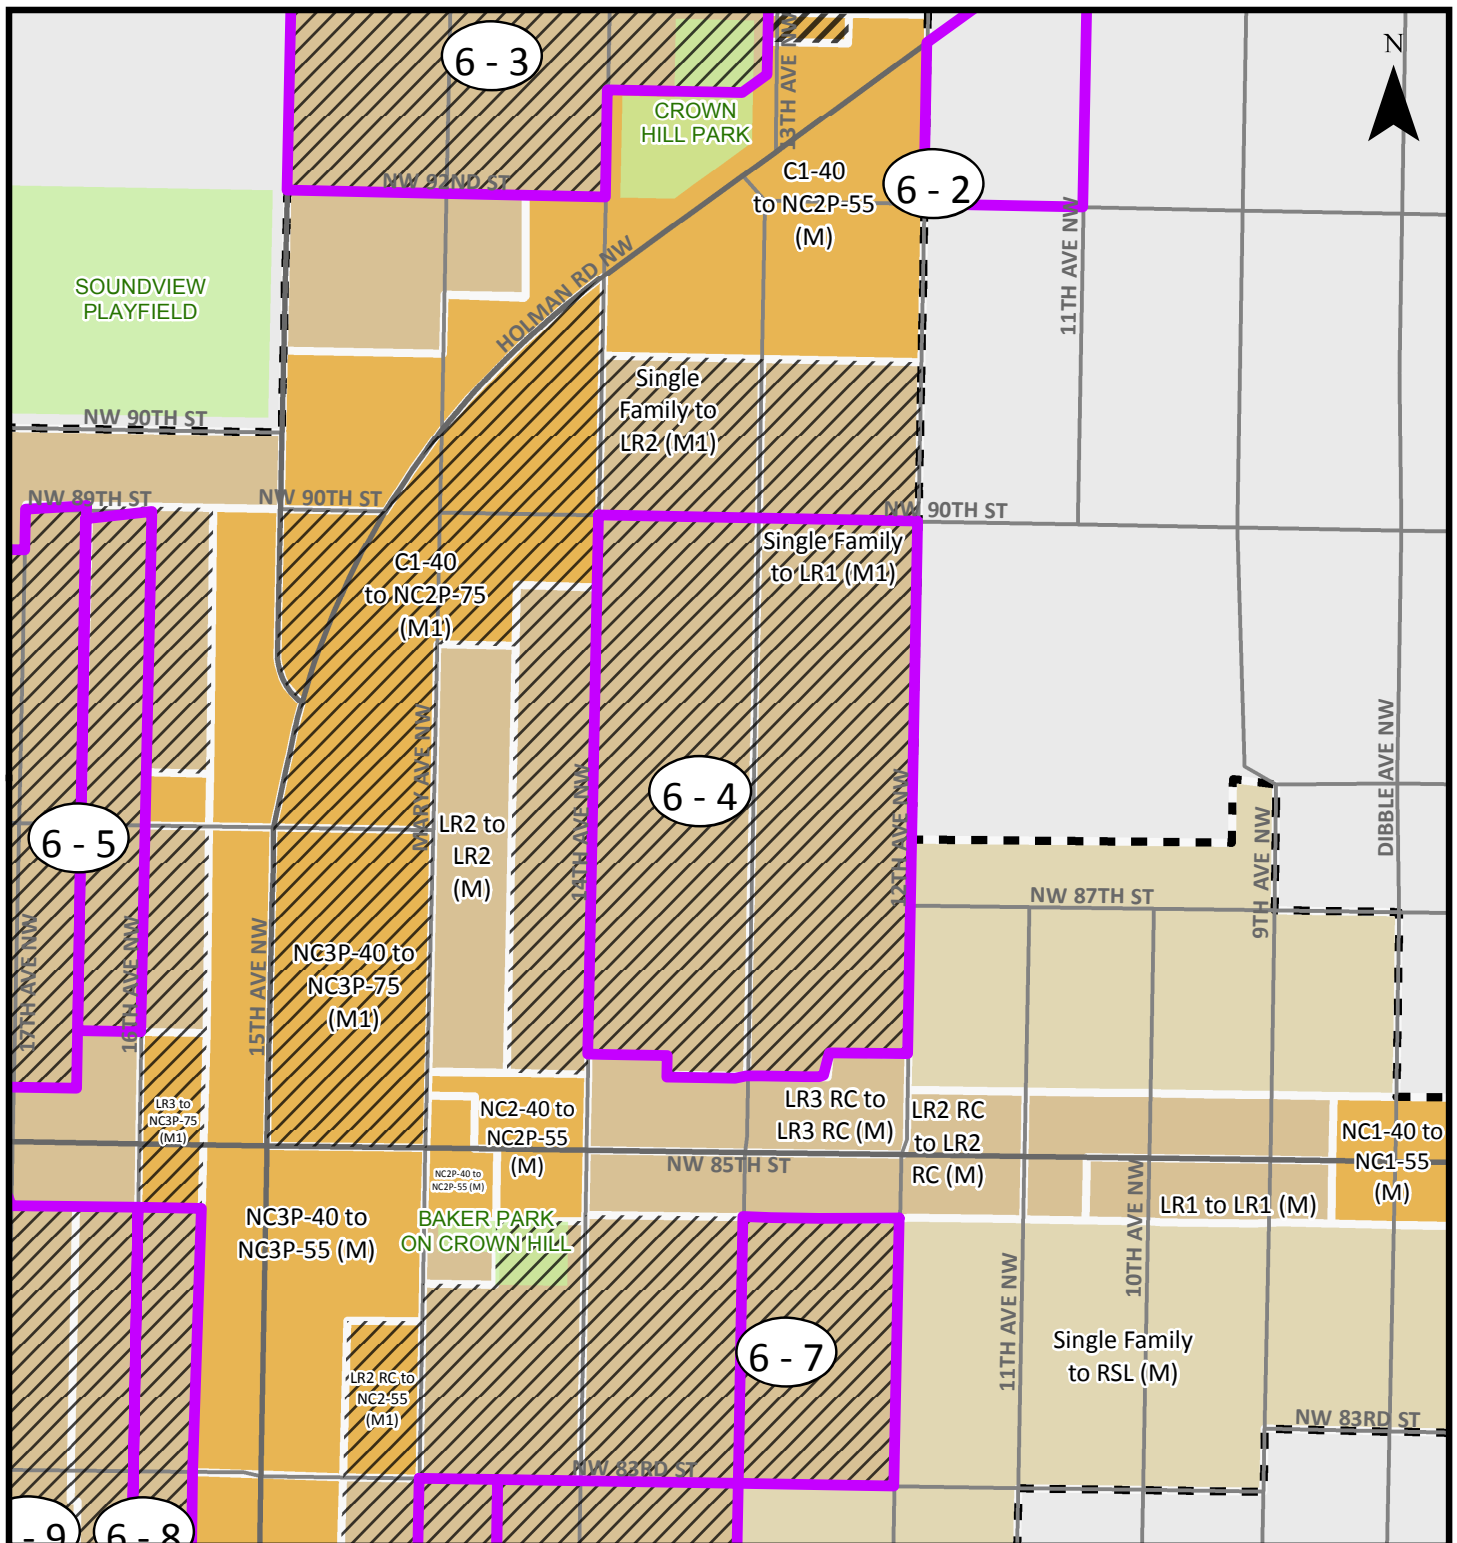 6 - 3
13TH AVE NW
N
CROWN
HILL PARK
C1-40
to NC2P-55
(M)
6 - 2
NW 92ND ST
11TH AVE NW
HOLMAN RD NW
SOUNDVIEW
PLAYFIELD
Single
Family to
LR2 (M1)
NW 90TH ST
NW 89TH ST
NW 90TH ST
NW 90TH ST
Single Family
to LR1 (M1)
C1-40
to NC2P-75
(M1)
MARY AVE NW
14TH AVE NW
12TH AVE NW
DIBBLE AVE NW
6 - 4
6 - 5
LR2 to
LR2
(M)
9TH AVE NW
NW 87TH ST
17TH AVE NW
16TH AVE NW
15TH AVE NW
NC3P-40 to
NC3P-75
(M1)
LR3 to
NC3P-75
(M1)
NC2-40 to
NC2P-55
(M)
LR3 RC to
LR3 RC (M)
LR2 RC
to LR2
RC (M)
NC1-40 to
NC1-55
(M)
NW 85TH ST
NC2P-40 to
NC2P-55 (M)
LR1 to LR1 (M)
10TH AVE NW
NC3P-40 to
NC3P-55 (M)
BAKER PARK
ON CROWN HILL
11TH AVE NW
Single Family
to RSL (M)
6 - 7
LR2 RC to
NC2-55
(M1)
NW 83RD ST
NW 83RD ST
- 9
6 - 8